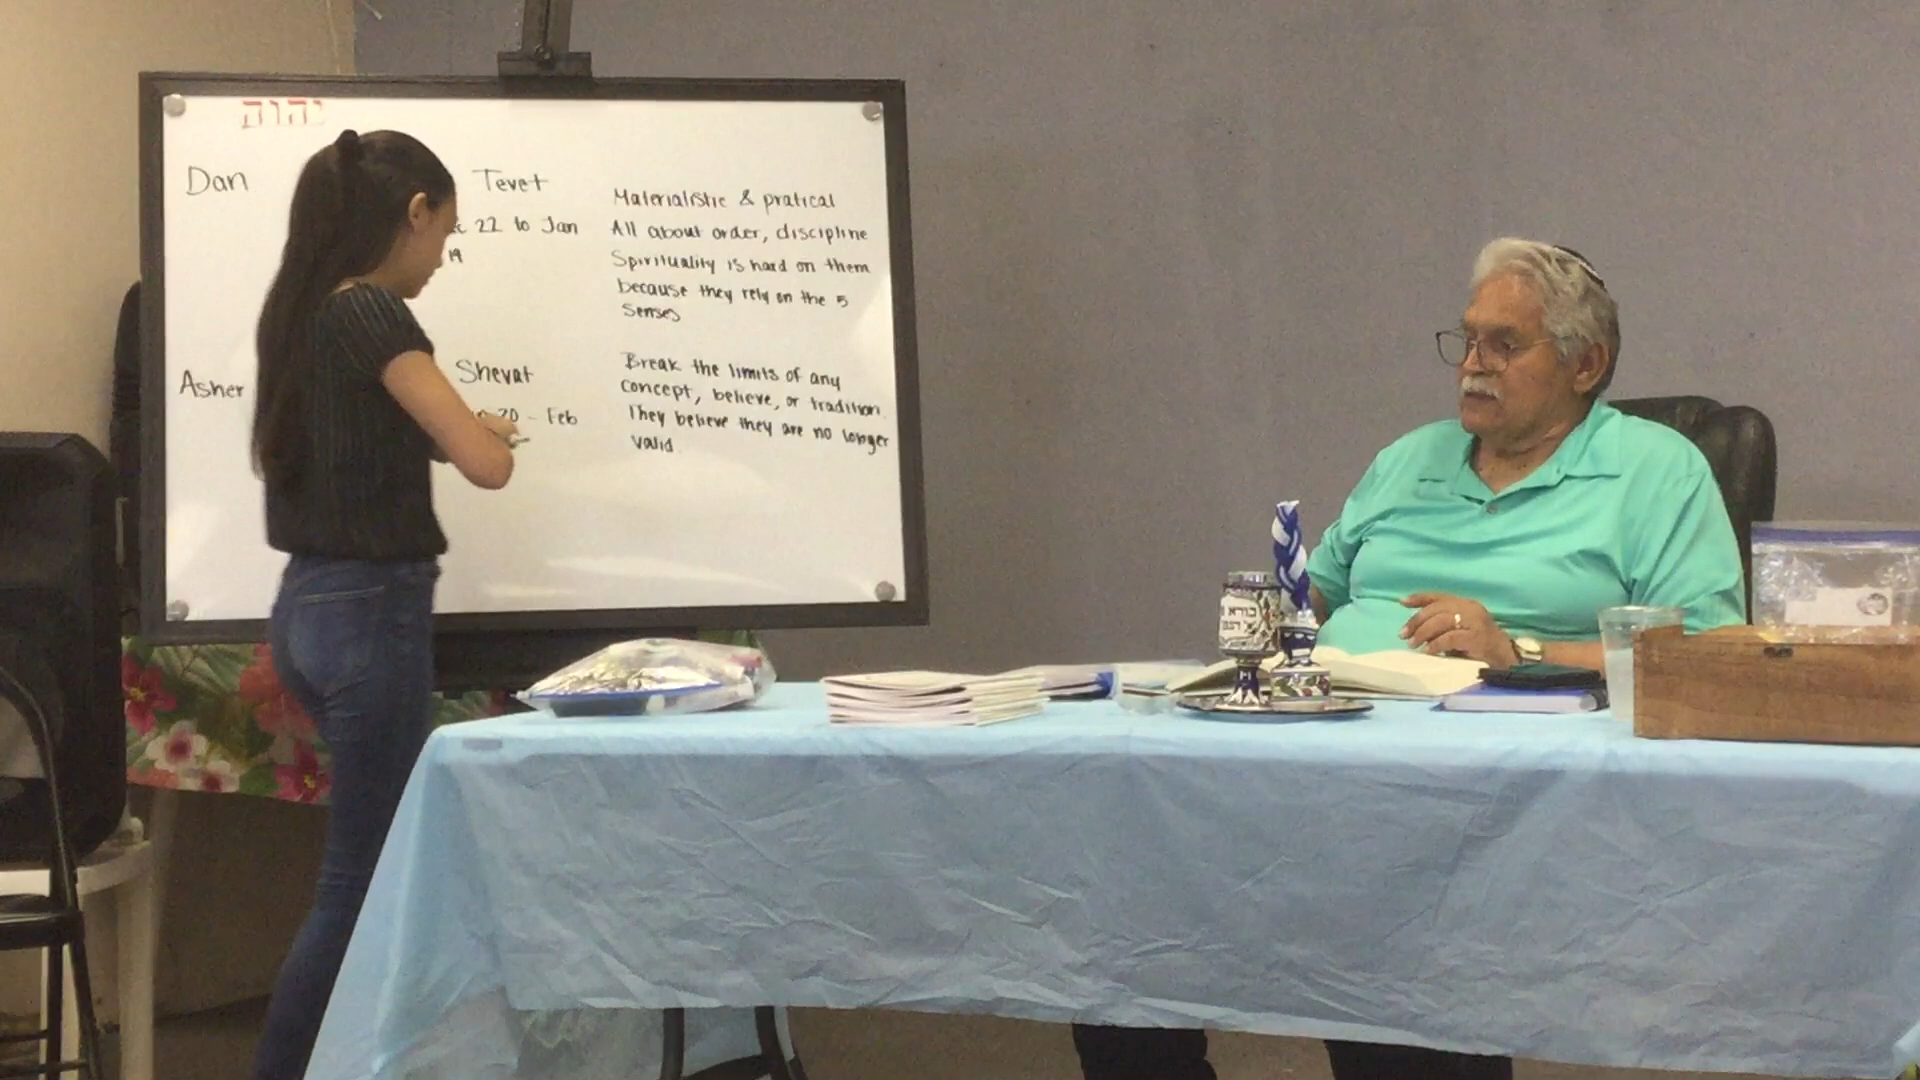 יהוה
Dan
Tevet
22 to Jan
19
Materialistic & pratical
All about order, discipline
Spirituality is hard on them
because they rely on the 5
Senses
Asher
Shevat
20 - Feb
Break the limits of any
concept, believe, or tradition.
They believe they are no longer
valid.
בורא